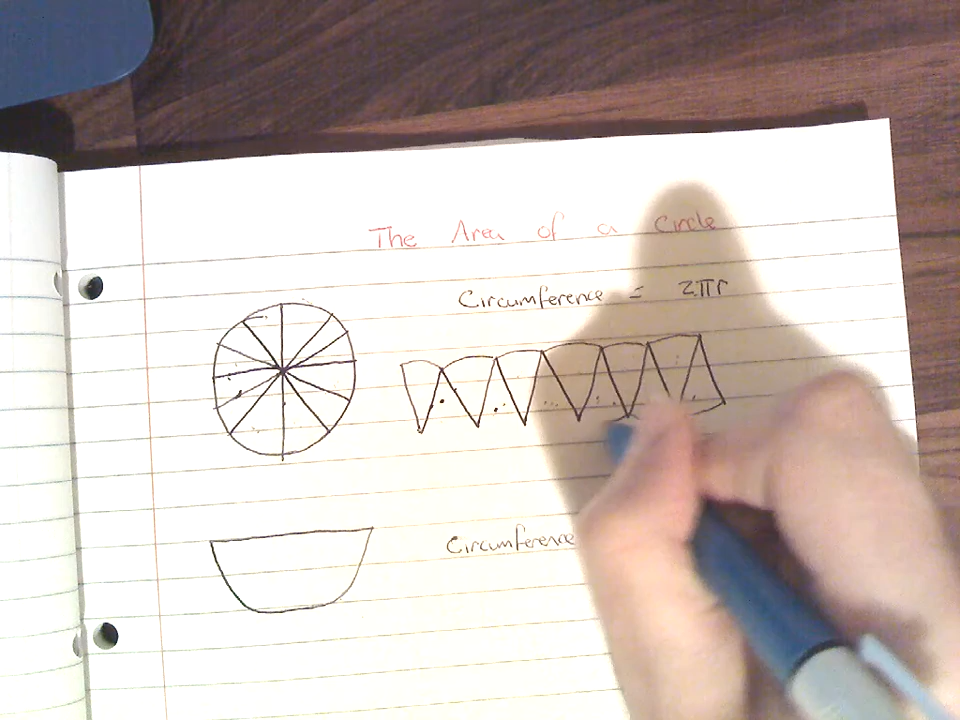 The Area of a Circle
Circumference = 2πr
Circumference